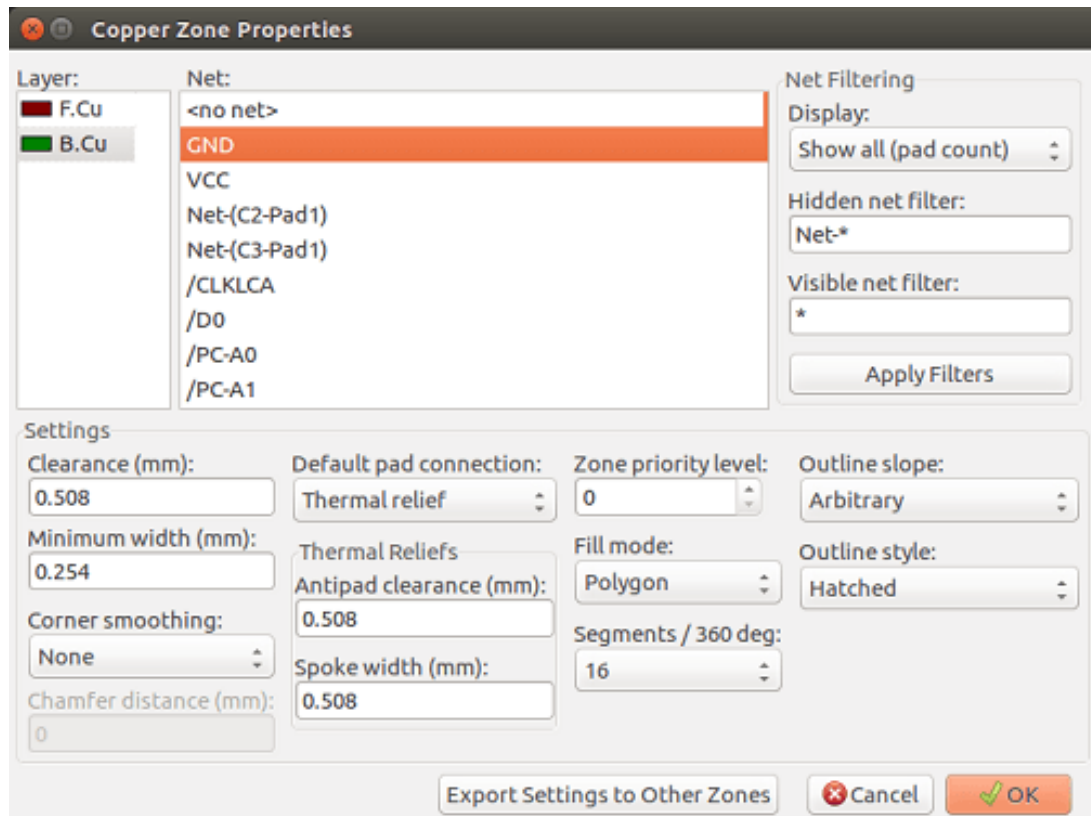 Copper Zone Properties
Layer:
F.Cu
B.Cu
Net:
<no net>
GND
VCC
Net-(C2-Pad1)
Net-(C3-Pad1)
/CLKLCA
/D0
/PC-A0
/PC-A1
Net Filtering
Display:
Show all (pad count)
Hidden net filter:
Net-*
Visible net filter:
*
Apply Filters
Settings
Clearance (mm):
0.508
Minimum width (mm):
0.254
Corner smoothing:
None
Chamfer distance (mm):
0
Default pad connection:
Thermal relief
Thermal Reliefs
Antipad clearance (mm):
0.508
Spoke width (mm):
0.508
Zone priority level:
0
Fill mode:
Polygon
Segments / 360 deg:
16
Outline slope:
Arbitrary
Outline style:
Hatched
Export Settings to Other Zones
Cancel
OK